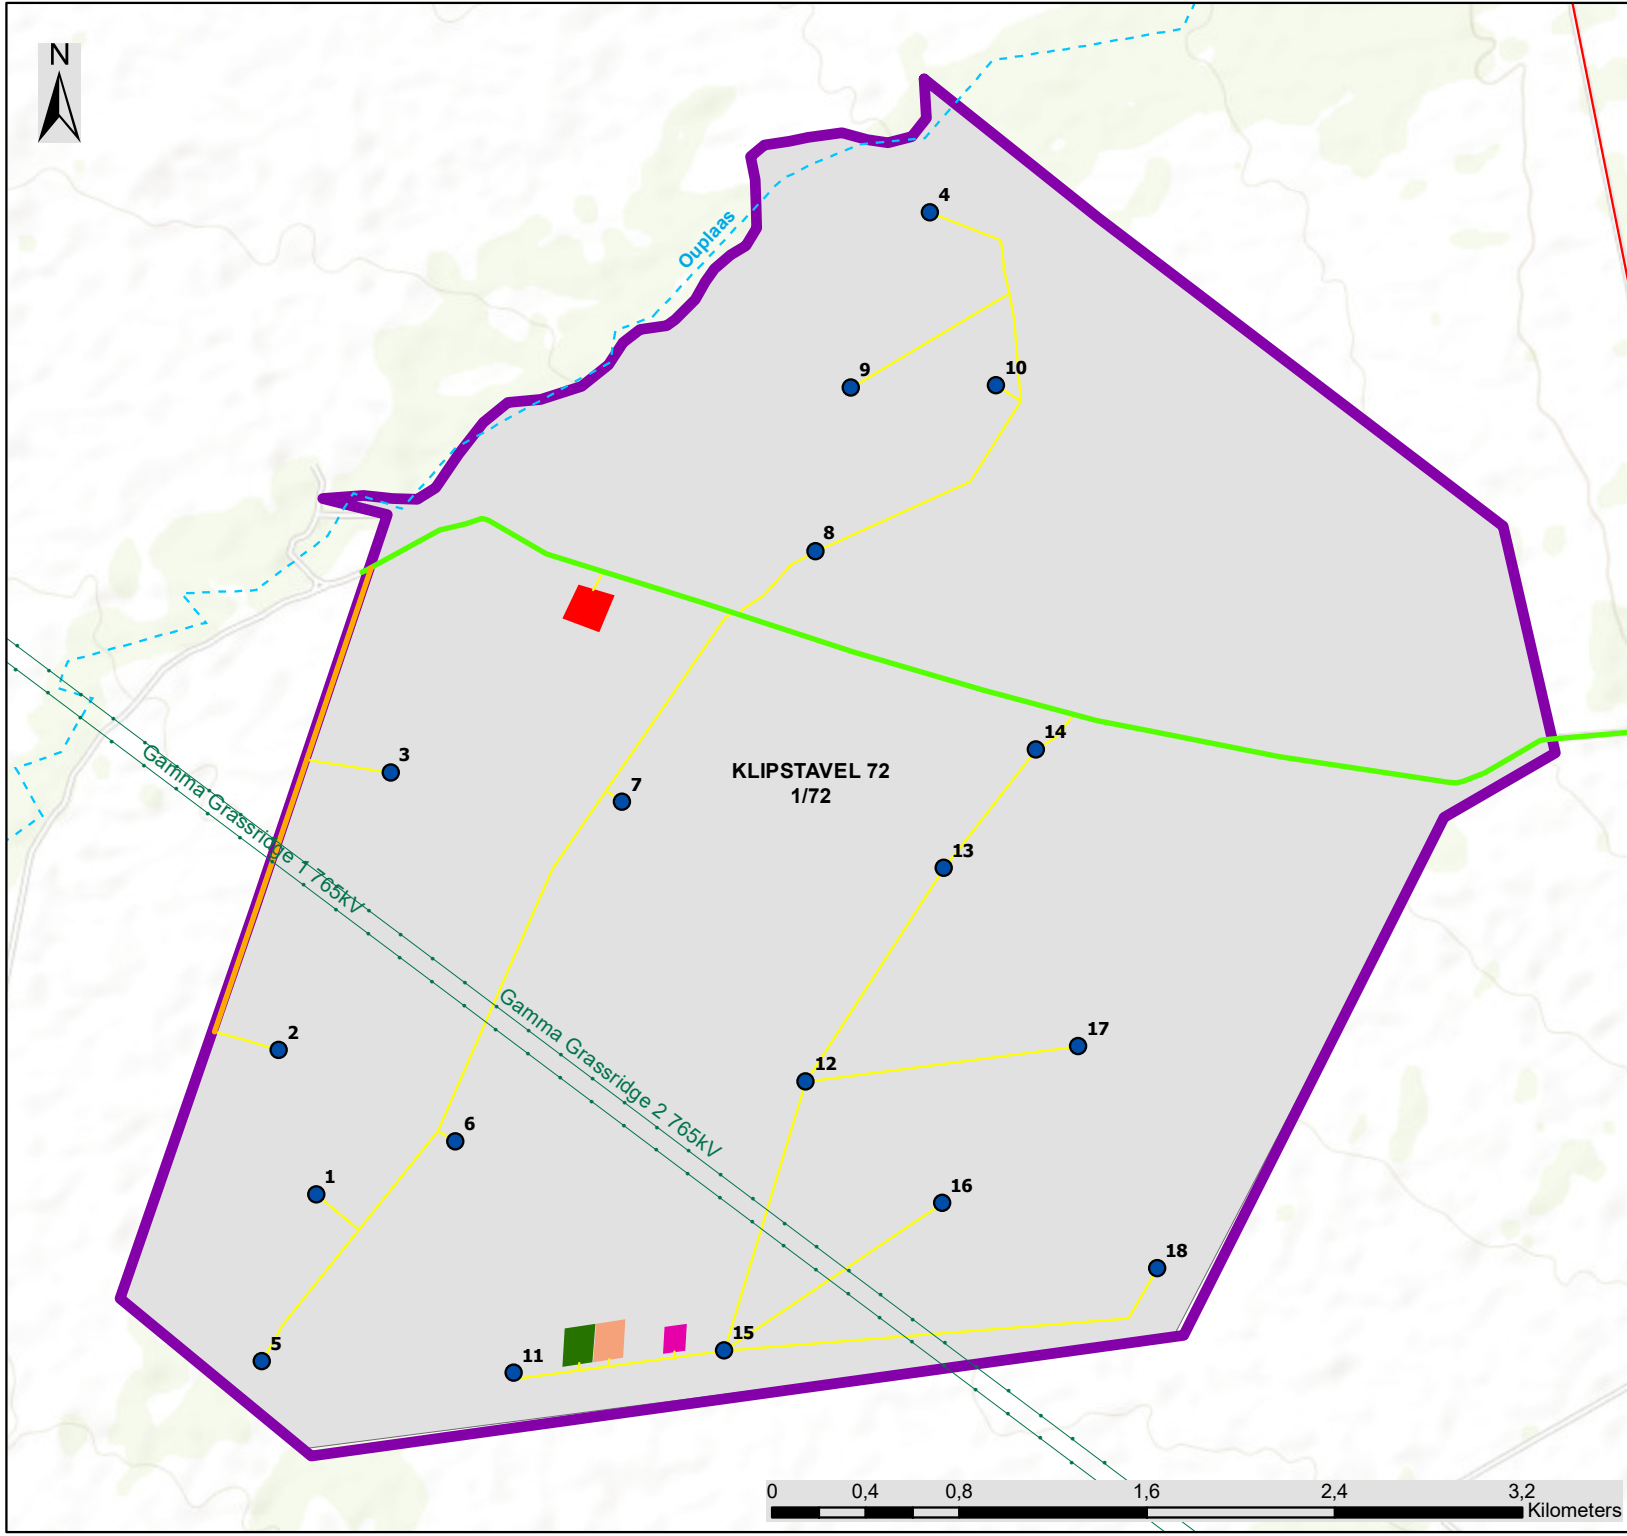 N
4
Ouplaas
9
10
8
14
3
KLIPSTAVEL 72
1/72
7
Gamma Grassridge 1 765kV
13
2
17
Gamma Grassridge 2 765kV
12
6
1
16
18
15
5
11
0 0,4 0,8 1,6 2,4 3,2
Kilometers